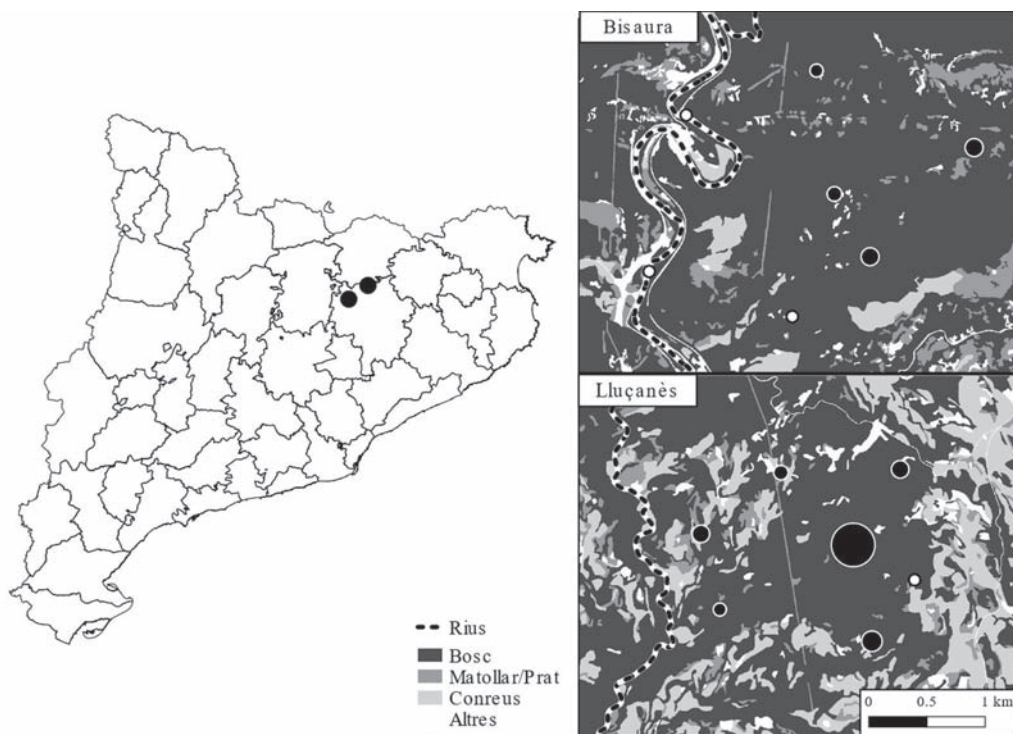 Bisaura
Lluçanès
Rius
Bosc
Matollar/Prat
Conreus
Altres
0 0.5 1 km